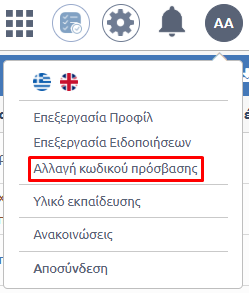 AA
Επεξεργασία Προφίλ
Επεξεργασία Ειδοποιήσεων
Αλλαγή κωδικού πρόσβασης
Υλικό εκπαίδευσης
Ανακοινώσεις
Αποσύνδεση